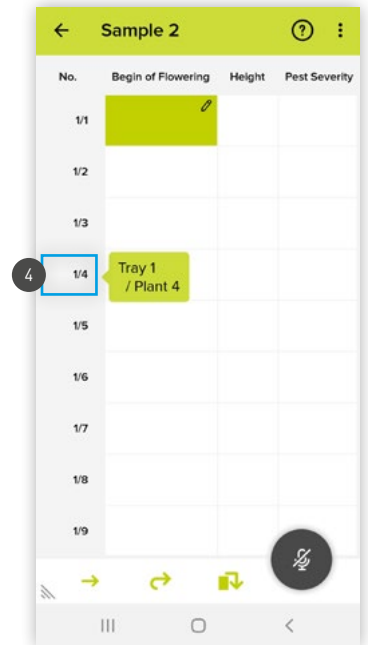 Sample 2
No. Begin of Flowering Height Pest Severity
1/1
1/2
1/3
4 1/4 Tray 1
/ Plant 4
1/5
1/6
1/7
1/8
1/9